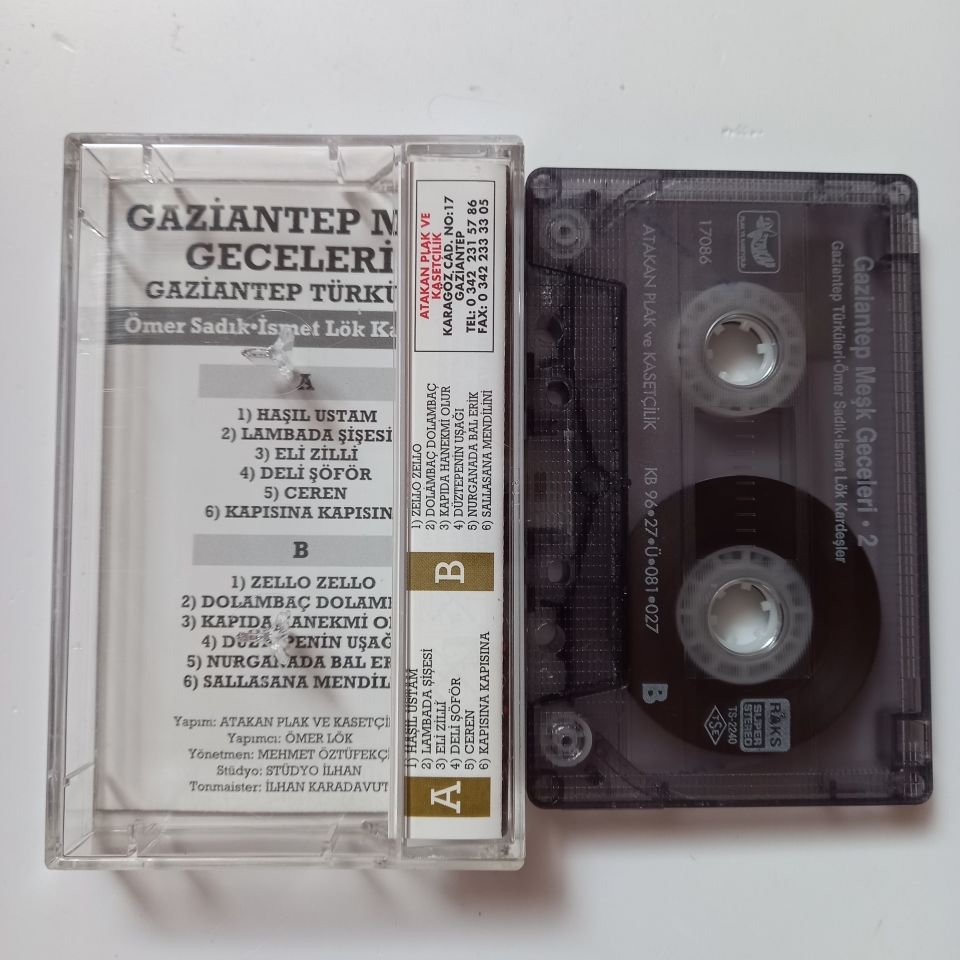 GAZİANTEP M
GECELERİ
GAZİANTEP TÜRKÜ
Ömer Sadık•İsmet Lök Ka
A
1) HAŞIL USTAM
2) LAMBADA ŞİŞESİ
3) ELİ ZİLLİ
4) DELİ ŞÖFÖR
5) CEREN
6) KAPISINA KAPISIN
B
1) ZELLO ZELLO
2) DOLAMBAÇ DOLAM
3) KAPIDA HANEKMİ OL
4) DÜZTEPENİN UŞAĞ
5) NURGANADA BAL ER
6) SALLASANA MENDİL
Yapım: ATAKAN PLAK VE KASETÇİ
Yapımcı: ÖMER LÖK
Yönetmen: MEHMET ÖZTÜFEKÇ
Stüdyo: STÜDYO İLHAN
Tonmaister: İLHAN KARADAVUT
ATAKAN PLAK VE
KASETCİLİK
KARAGÖZ, CAD. NO:17
GAZİANTEP
TEL: 0 342 231 57 86
FAX: 0 342 233 33 05
B
1) ZELLO ZELLO
2) DOLAMBAÇ DOLAMBAÇ
3) KAPIDA HANEKMİ OLUR
4) DÜZTEPENİN UŞAĞI
5) NURGANADA BAL ERİK
6) SALLASANA MENDİLİNİ
A
1) HAŞIL USTAM
2) LAMBADA ŞİŞESİ
3) ELİ ZİLLİ
4) DELİ ŞÖFÖR
5) CEREN
6) KAPISINA KAPISINA
Gaziantep Meşk Geceleri • 2
Gaziantep Türküleri•Ömer Sadık•İsmet Lök Kardeşler
17086
ATAKAN PLAK ve KASETÇİLİK KB 96•27•Ü•081•027
B
RAKS
SUPER
STEREO
TS-2240
TSE